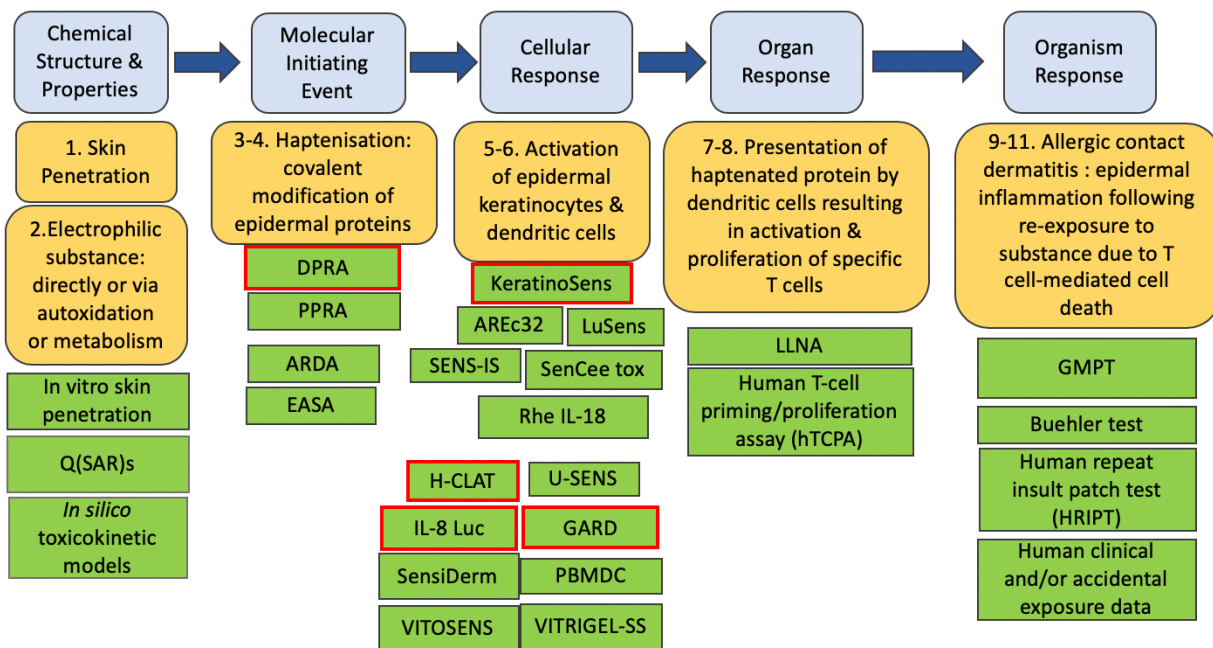 Chemical
Structure &
Properties
Molecular
Initiating
Event
Cellular
Response
Organ
Response
Organism
Response
1. Skin
Penetration
2.Electrophilic
substance:
directly or via
autoxidation
or metabolism
In vitro skin
penetration
Q(SAR)s
In silico
toxicokinetic
models
3-4. Haptenisation:
covalent
modification of
epidermal proteins
DPRA
PPRA
ARDA
EASA
5-6. Activation
of epidermal
keratinocytes &
dendritic cells
KeratinoSens
AREc32
LuSens
SENS-IS
SenCee tox
Rhe IL-18
H-CLAT
U-SENS
IL-8 Luc
GARD
SensiDerm
PBMDC
VITOSENS
VITRIGEL-SS
7-8. Presentation of
haptenated protein by
dendritic cells resulting
in activation &
proliferation of specific
T cells
LLNA
Human T-cell
priming/proliferation
assay (hTCPA)
9-11. Allergic contact
dermatitis : epidermal
inflammation following
re-exposure to
substance due to T
cell-mediated cell
death
GMPT
Buehler test
Human repeat
insult patch test
(HRIPT)
Human clinical
and/or accidental
exposure data